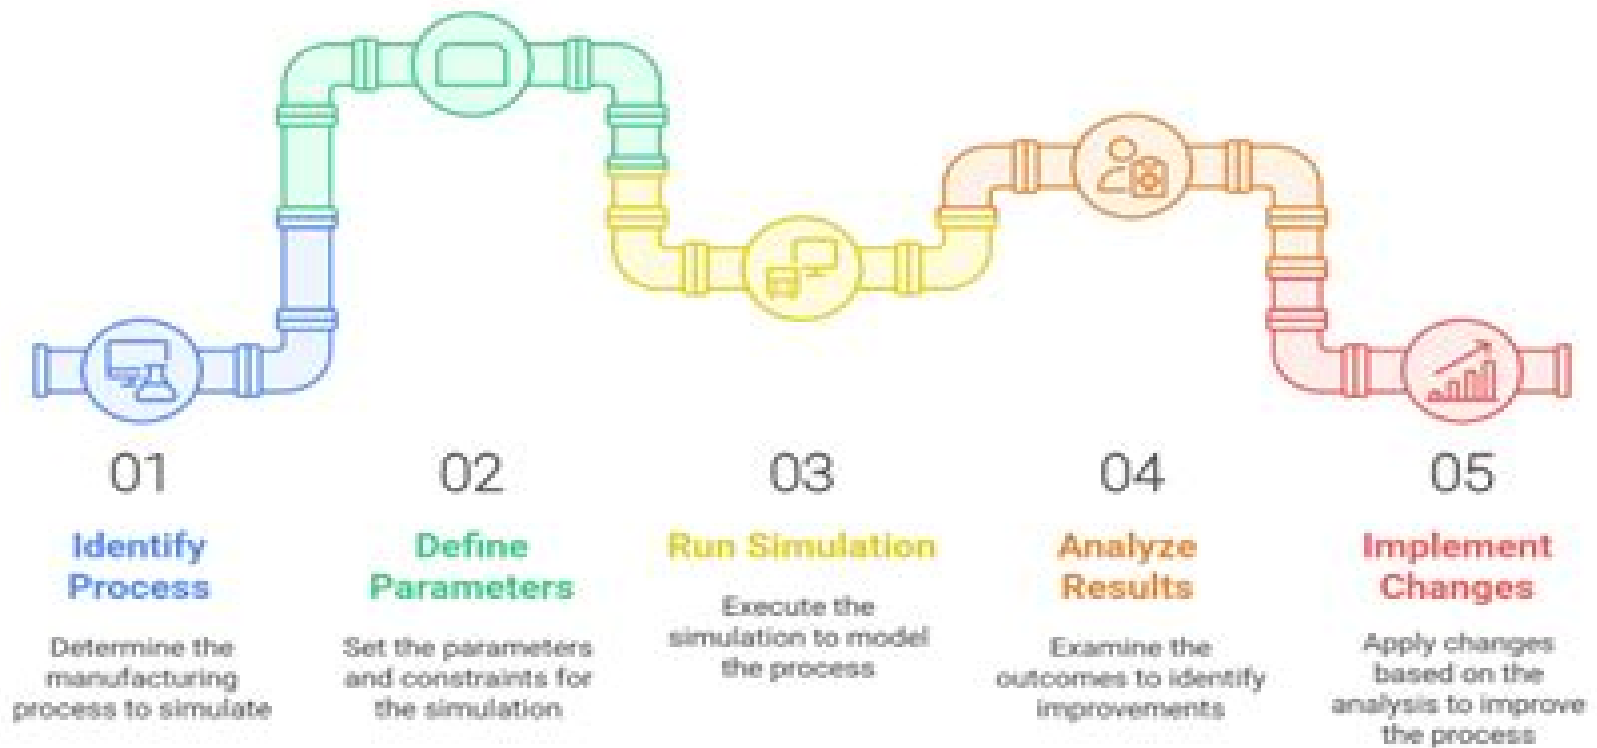 01
Identify
Process
Determine the
manufacturing
process to simulate
02
Define
Parameters
Set the parameters
and constraints for
the simulation
03
Run Simulation
Execute the
simulation to model
the process
04
Analyze
Results
Examine the
outcomes to identify
improvements
05
Implement
Changes
Apply changes
based on the
analysis to improve
the process